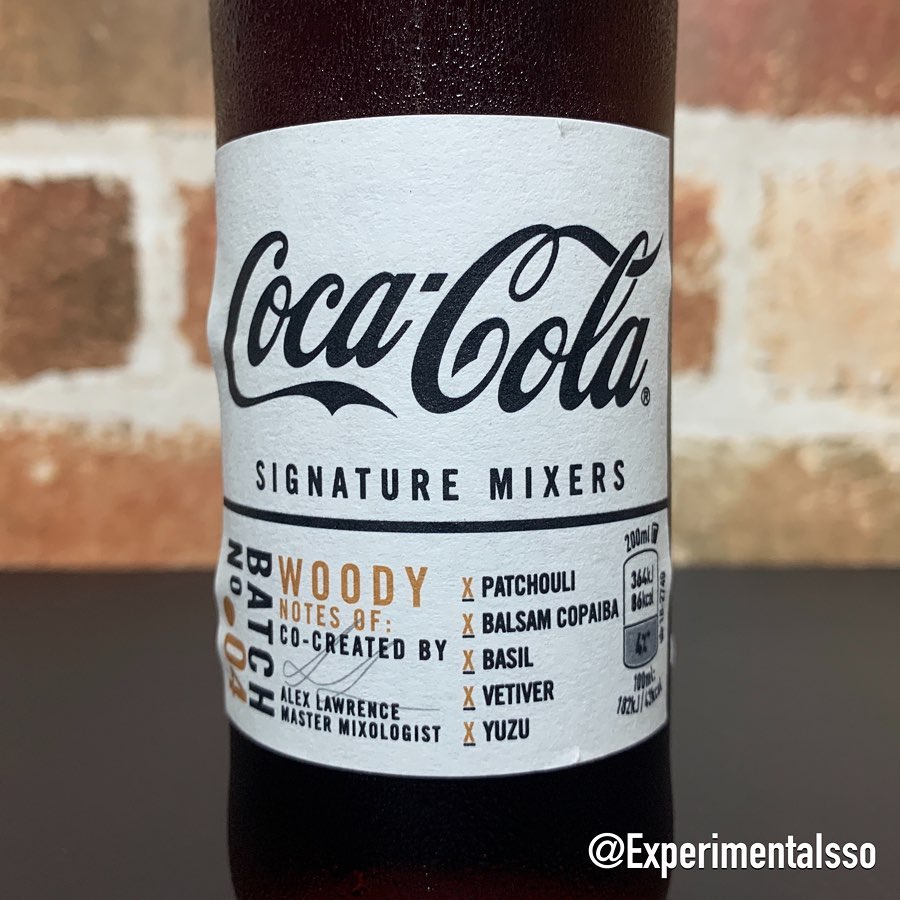 Coca-Cola®
SIGNATURE MIXERS
BATCH
No.04
WOODY
NOTES OF:
CO-CREATED BY
ALEX LAWRENCE
MASTER MIXOLOGIST
X PATCHOULI
X BALSAM COPAIBA
X BASIL
X VETIVER
X YUZU
200ml
364kJ
86kcal
4%*
100ml:
182kJ/43kcal
@Experimentalsso